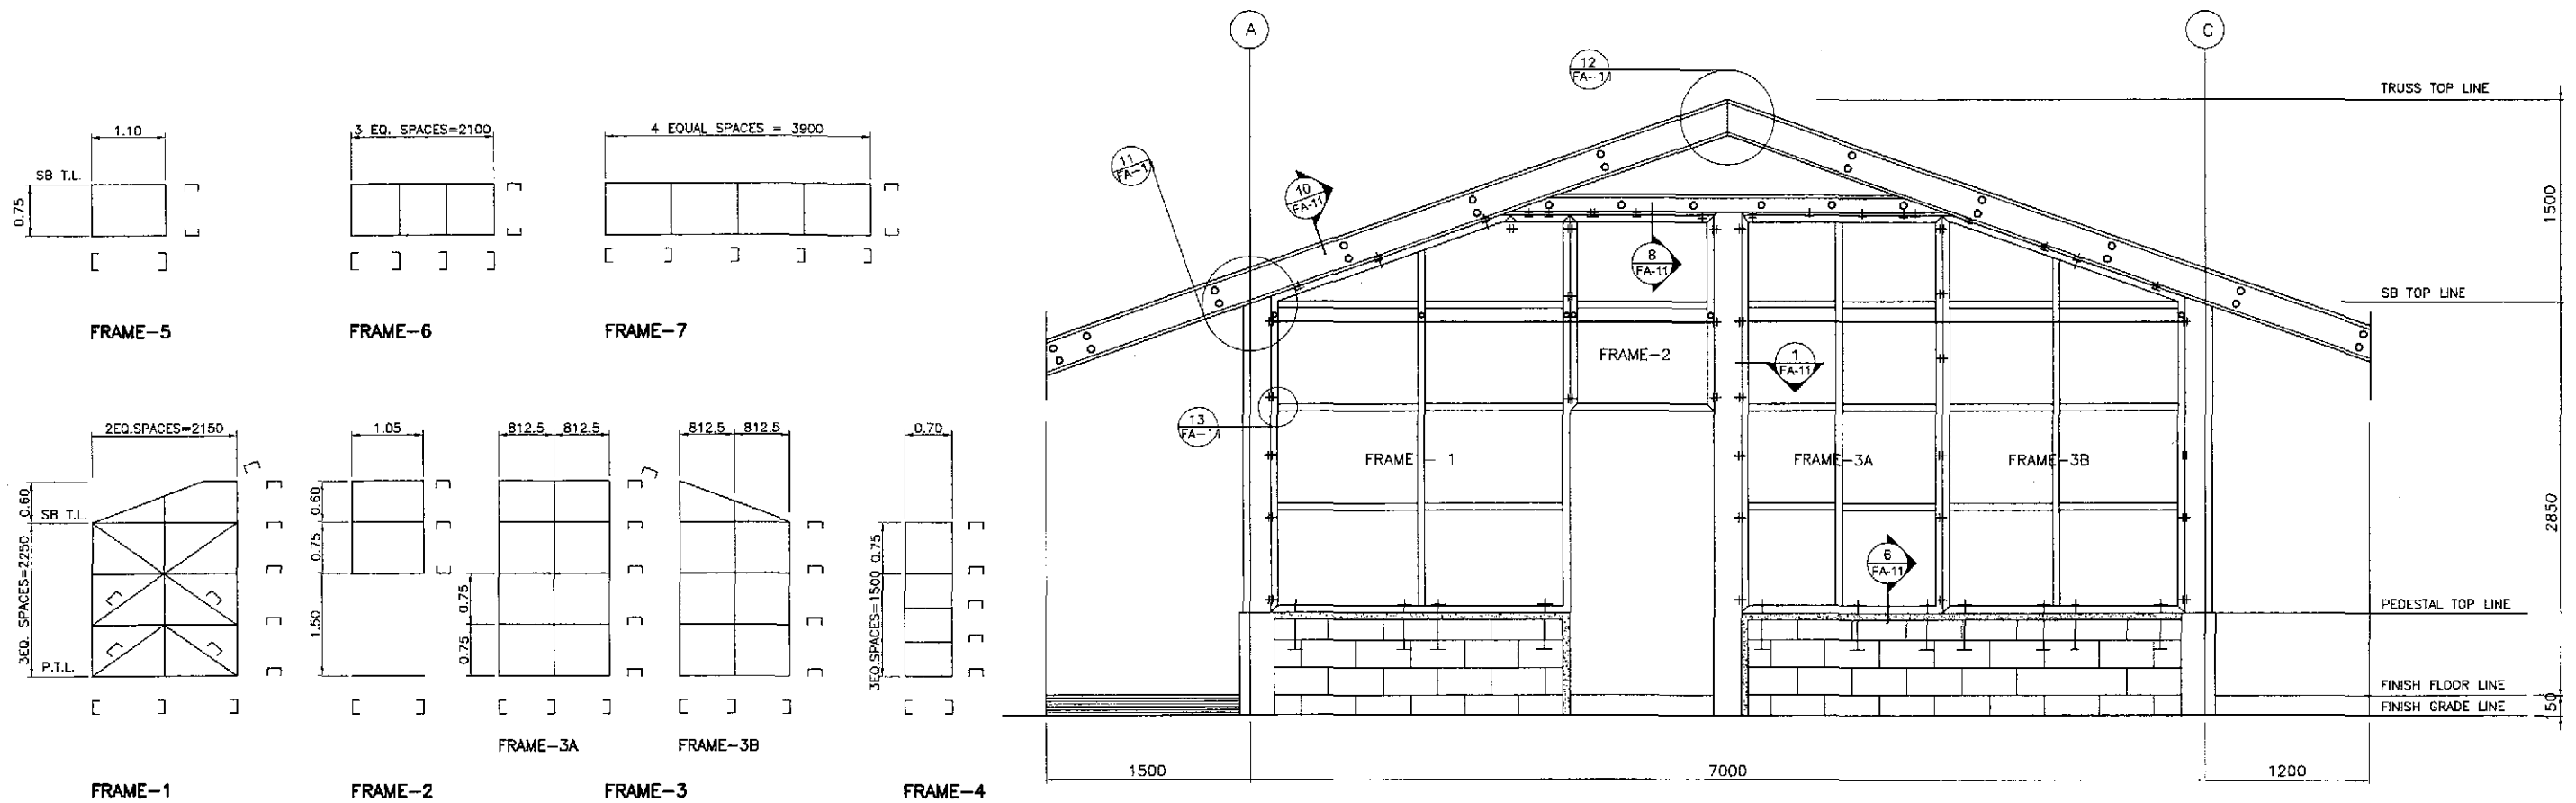 1.10
SB T.L.
0.75
FRAME-5
3 EQ. SPACES=2100
FRAME-6
4 EQUAL SPACES = 3900
FRAME-7
2EQ.SPACES=2150
0.60
SB T.L.
3EQ. SPACES=2250
P.T.L.
FRAME-1
1.05
0.60
0.75
1.50
FRAME-2
812.5 812.5
0.75
0.75
FRAME-3A
812.5 812.5
FRAME-3B
FRAME-3
0.70
0.75
3EQ.SPACES=1500
FRAME-4
A
C
12
FA-11
11
FA-11
10
FA-11
8
FA-11
1
FA-11
13
FA-11
6
FA-11
FRAME - 1
FRAME-2
FRAME-3A
FRAME-3B
TRUSS TOP LINE
1500
SB TOP LINE
2850
PEDESTAL TOP LINE
FINISH FLOOR LINE
150
FINISH GRADE LINE
1500
7000
1200